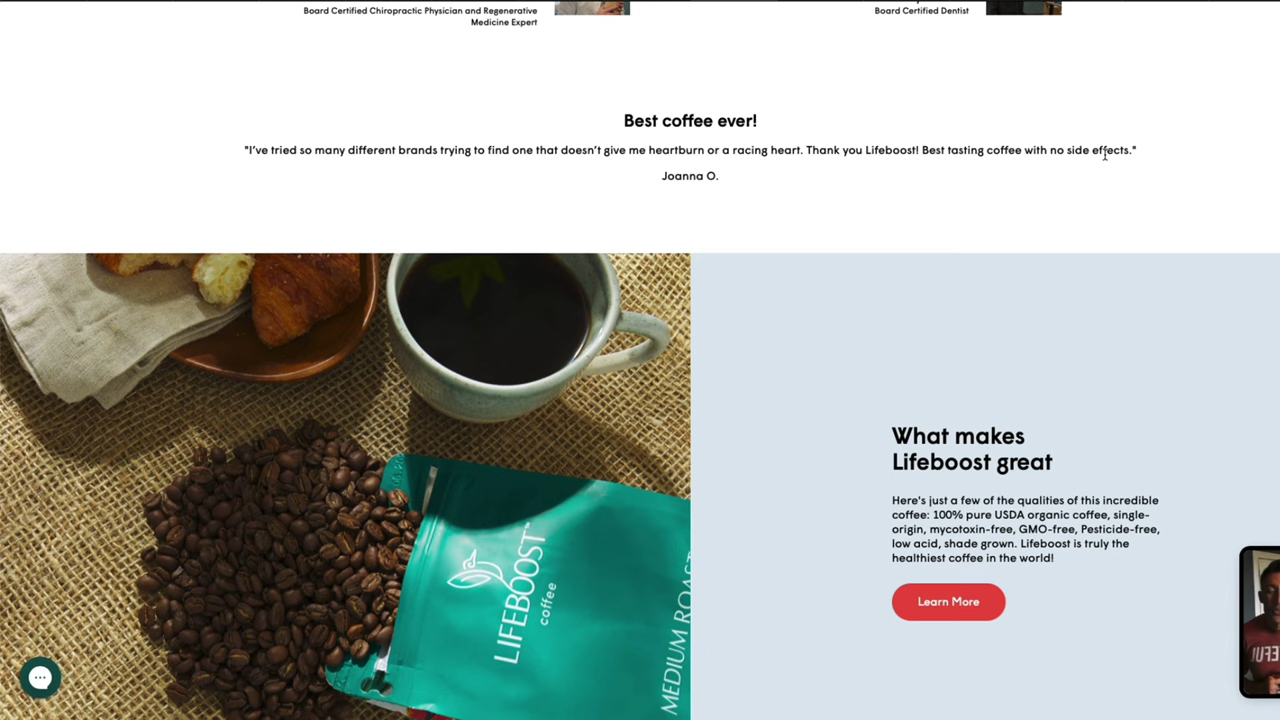 Board Certified Chiropractic Physician and Regenerative
Medicine Expert
Board Certified Dentist
Best coffee ever!
"I've tried so many different brands trying to find one that doesn't give me heartburn or a racing heart. Thank you Lifeboost! Best tasting coffee with no side effects."
Joanna O.
LIFEBOOST
coffee
MEDIUM ROAST
What makes
Lifeboost great
Here's just a few of the qualities of this incredible
coffee: 100% pure USDA organic coffee, single-
origin, mycotoxin-free, GMO-free, Pesticide-free,
low acid, shade grown. Lifeboost is truly the
healthiest coffee in the world!
Learn More